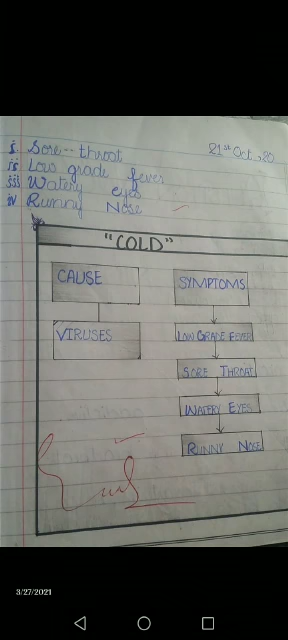 i Sore-- throat
21st Oct, 20
ii Low grade fever
iii Watery eyes
iv Runny Nose
"COLD"
CAUSE
VIRUSES
SYMPTOMS
LOW GRADE FEVER
SORE THROAT
WATERY EYES
RUNNY NOSE
3/27/2021